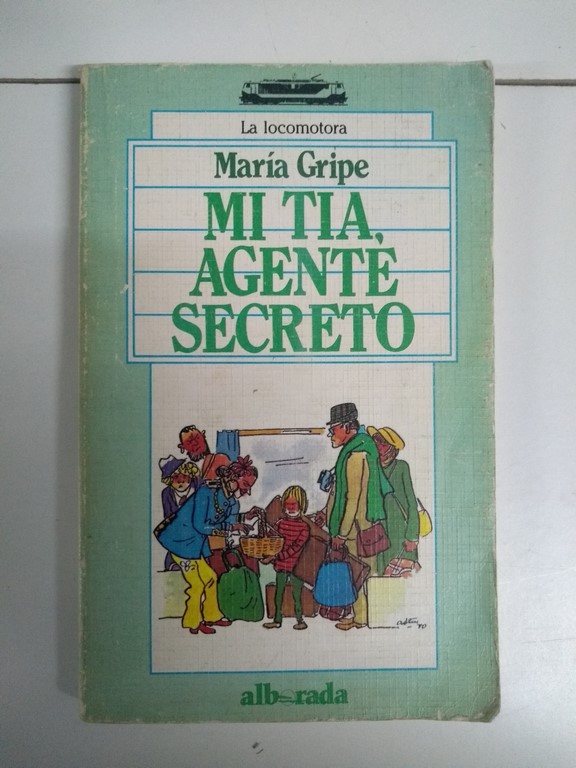 La locomotora
María Gripe
MI TIA,
AGENTE
SECRETO
alborada